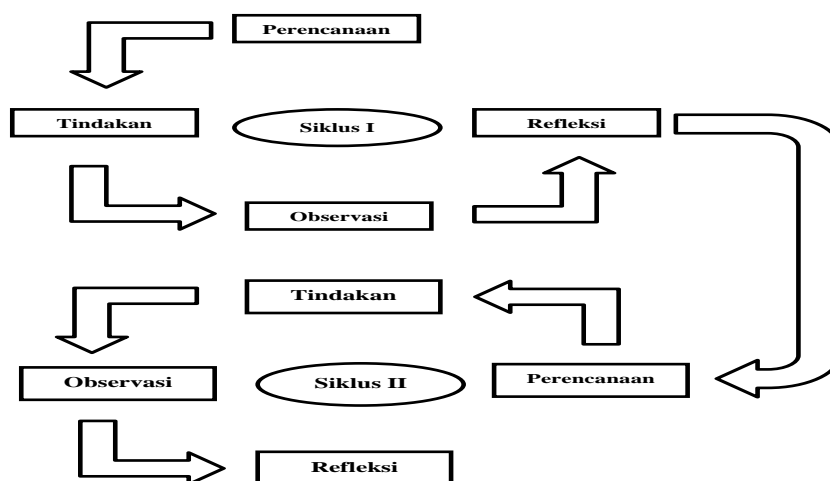 Perencanaan
Tindakan
Siklus I
Refleksi
Observasi
Tindakan
Observasi
Siklus II
Perencanaan
Refleksi